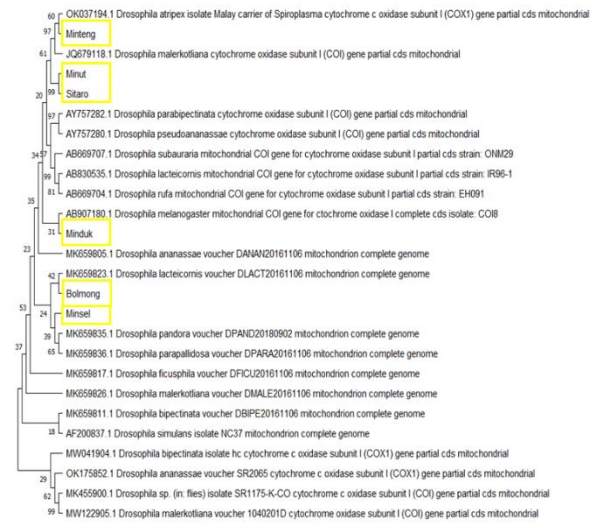 60 OK037194.1 Drosophila atripex isolate Malay carrier of Spiroplasma cytochrome c oxidase subunit I (COX1) gene partial cds mitochondrial
97 Minteng
61 JQ679118.1 Drosophila malerkotliana cytochrome oxidase subunit I (COI) gene partial cds mitochondrial
Minut
20 99 Sitaro
97 AY757282.1 Drosophila parabipectinata cytochrome oxidase subunit I (COI) gene partial cds mitochondrial
AY757280.1 Drosophila pseudoananassae cytochrome oxidase subunit I (COI) gene partial cds mitochondrial
34 57 AB669707.1 Drosophila subauraria mitochondrial COI gene for cytochrome oxidase subunit I partial cds strain: ONM29
99 AB830535.1 Drosophila lacteicornis mitochondrial COI gene for cytochrome oxidase subunit I partial cds strain: IR96-1
81 AB669704.1 Drosophila rufa mitochondrial COI gene for cytochrome oxidase subunit I partial cds strain: EH091
35 AB907180.1 Drosophila melanogaster mitochondrial COI gene for ctochrome oxidase I complete cds isolate: COI8
31 Minduk
23 MK659805.1 Drosophila ananassae voucher DANAN20161106 mitochondrion complete genome
42 MK659823.1 Drosophila lacteicornis voucher DLACT20161106 mitochondrion complete genome
Bolmong
53 24 Minsel
39 MK659835.1 Drosophila pandora voucher DPAND20180902 mitochondrion complete genome
37 65 MK659836.1 Drosophila parapallidosa voucher DPARA20161106 mitochondrion complete genome
MK659817.1 Drosophila ficusphila voucher DFICU20161106 mitochondrion complete genome
MK659826.1 Drosophila malerkotliana voucher DMALE20161106 mitochondrion complete genome
MK659811.1 Drosophila bipectinata voucher DBIPE20161106 mitochondrion complete genome
18 AF200837.1 Drosophila simulans isolate NC37 mitochondrion complete genome
MW041904.1 Drosophila bipectinata isolate hc cytochrome c oxidase subunit I (COX1) gene partial cds mitochondrial
29 OK175852.1 Drosophila ananassae voucher SR2065 cytochrome c oxidase subunit I (COX1) gene partial cds mitochondrial
62 MK455900.1 Drosophila sp. (in: flies) isolate SR1175-K-CO cytochrome c oxidase subunit I (COI) gene partial cds mitochondrial
99 MW122905.1 Drosophila malerkotliana voucher 1040201D cytochrome oxidase subunit I (COI) gene partial cds mitochondrial